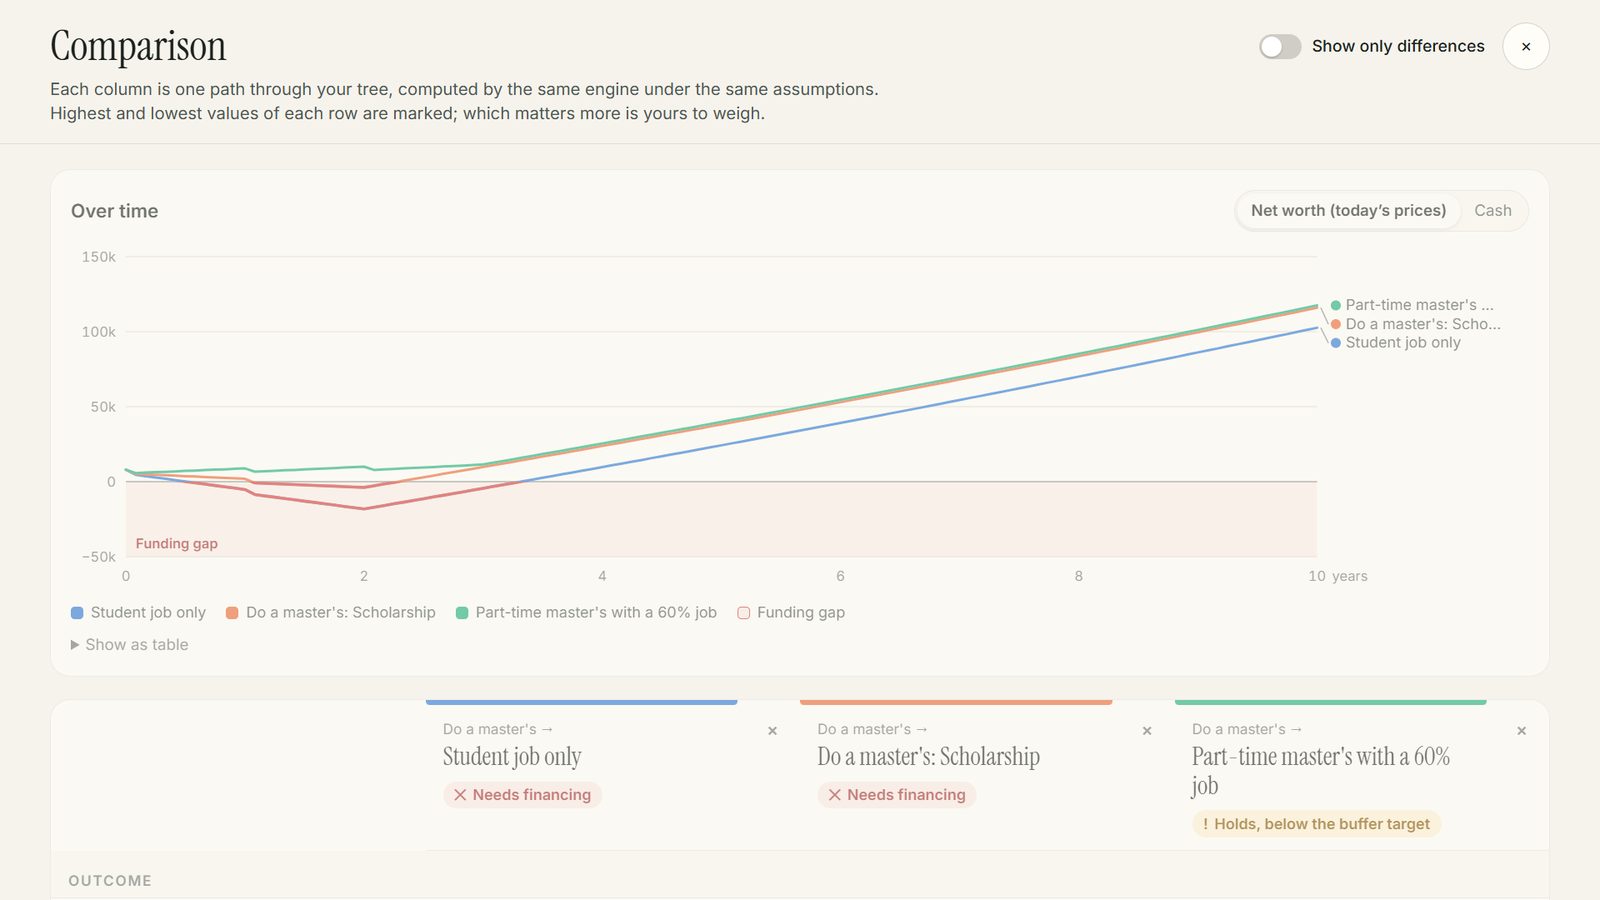 Comparison
Show only differences
×
Each column is one path through your tree, computed by the same engine under the same assumptions.
Highest and lowest values of each row are marked; which matters more is yours to weigh.
Over time
Net worth (today’s prices)
Cash
150k
100k
50k
0
−50k
Part-time master's ...
Do a master's: Scho...
Student job only
Funding gap
0
2
4
6
8
10 years
Student job only
Do a master's: Scholarship
Part-time master's with a 60% job
Funding gap
▶ Show as table
Do a master's →
×
Student job only
× Needs financing
Do a master's →
×
Do a master's: Scholarship
× Needs financing
Do a master's →
×
Part-time master's with a 60%
job
! Holds, below the buffer target
OUTCOME